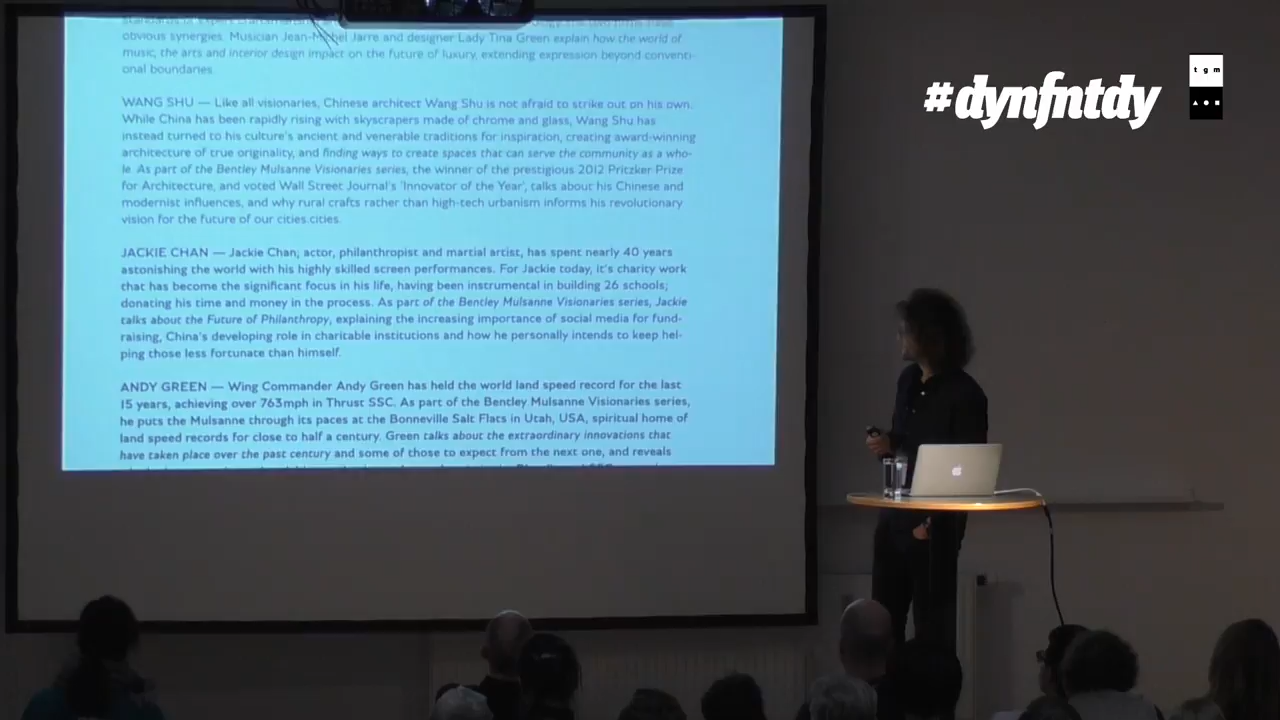 obvious synergies. Musician Jean-Michel Jarre and designer Lady Tina Green explain how the world of
music, the arts and interior design impact on the future of luxury, extending expression beyond conventi-
onal boundaries.
WANG SHU — Like all visionaries, Chinese architect Wang Shu is not afraid to strike out on his own.
While China has been rapidly rising with skyscrapers made of chrome and glass, Wang Shu has
instead turned to his culture's ancient and venerable traditions for inspiration, creating award-winning
architecture of true originality, and finding ways to create spaces that can serve the community as a who-
le. As part of the Bentley Mulsanne Visionaries series, the winner of the prestigious 2012 Pritzker Prize
for Architecture, and voted Wall Street Journal's 'Innovator of the Year', talks about his Chinese and
modernist influences, and why rural crafts rather than high-tech urbanism informs his revolutionary
vision for the future of our cities.cities.
JACKIE CHAN — Jackie Chan; actor, philanthropist and martial artist, has spent nearly 40 years
astonishing the world with his highly skilled screen performances. For Jackie today, it's charity work
that has become the significant focus in his life, having been instrumental in building 26 schools;
donating his time and money in the process. As part of the Bentley Mulsanne Visionaries series, Jackie
talks about the Future of Philanthropy, explaining the increasing importance of social media for fund-
raising, China's developing role in charitable institutions and how he personally intends to keep hel-
ping those less fortunate than himself.
ANDY GREEN — Wing Commander Andy Green has held the world land speed record for the last
15 years, achieving over 763mph in Thrust SSC. As part of the Bentley Mulsanne Visionaries series,
he puts the Mulsanne through its paces at the Bonneville Salt Flats in Utah, USA, spiritual home of
land speed records for close to half a century. Green talks about the extraordinary innovations that
have taken place over the past century and some of those to expect from the next one, and reveals
#dynfntdy
tgm